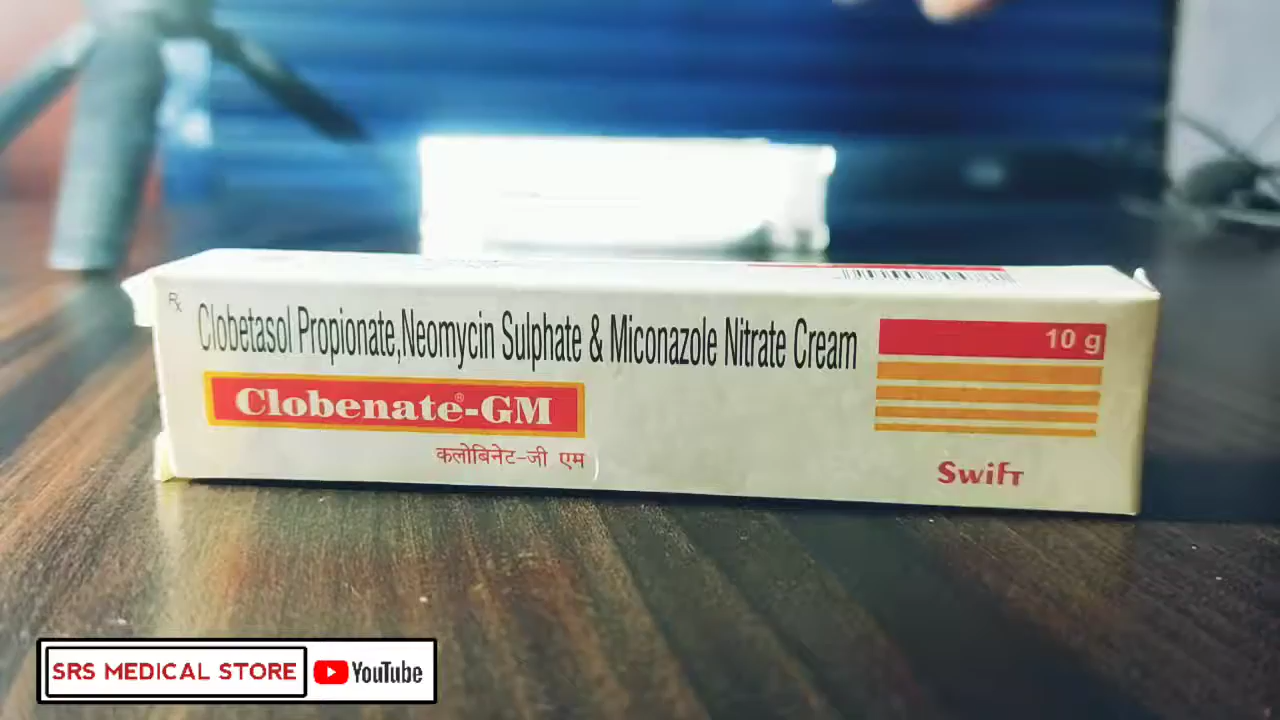 Rx
Clobetasol Propionate,Neomycin Sulphate & Miconazole Nitrate Cream
10 g
Clobenate®-GM
क्लोबिनेट-जी एम
Swift
SRS MEDICAL STORE YouTube